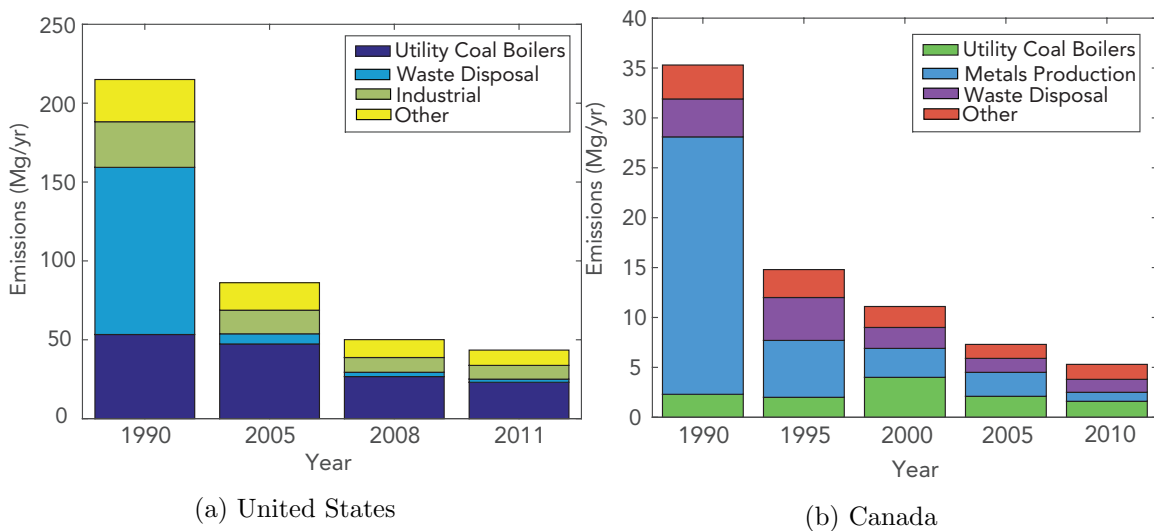 250
200
150
100
50
0
Emissions (Mg/yr)
Utility Coal Boilers
Waste Disposal
Industrial
Other
1990 2005 2008 2011
Year
(a) United States
40
35
30
25
20
15
10
5
0
Emissions (Mg/yr)
Utility Coal Boilers
Metals Production
Waste Disposal
Other
1990 1995 2000 2005 2010
Year
(b) Canada